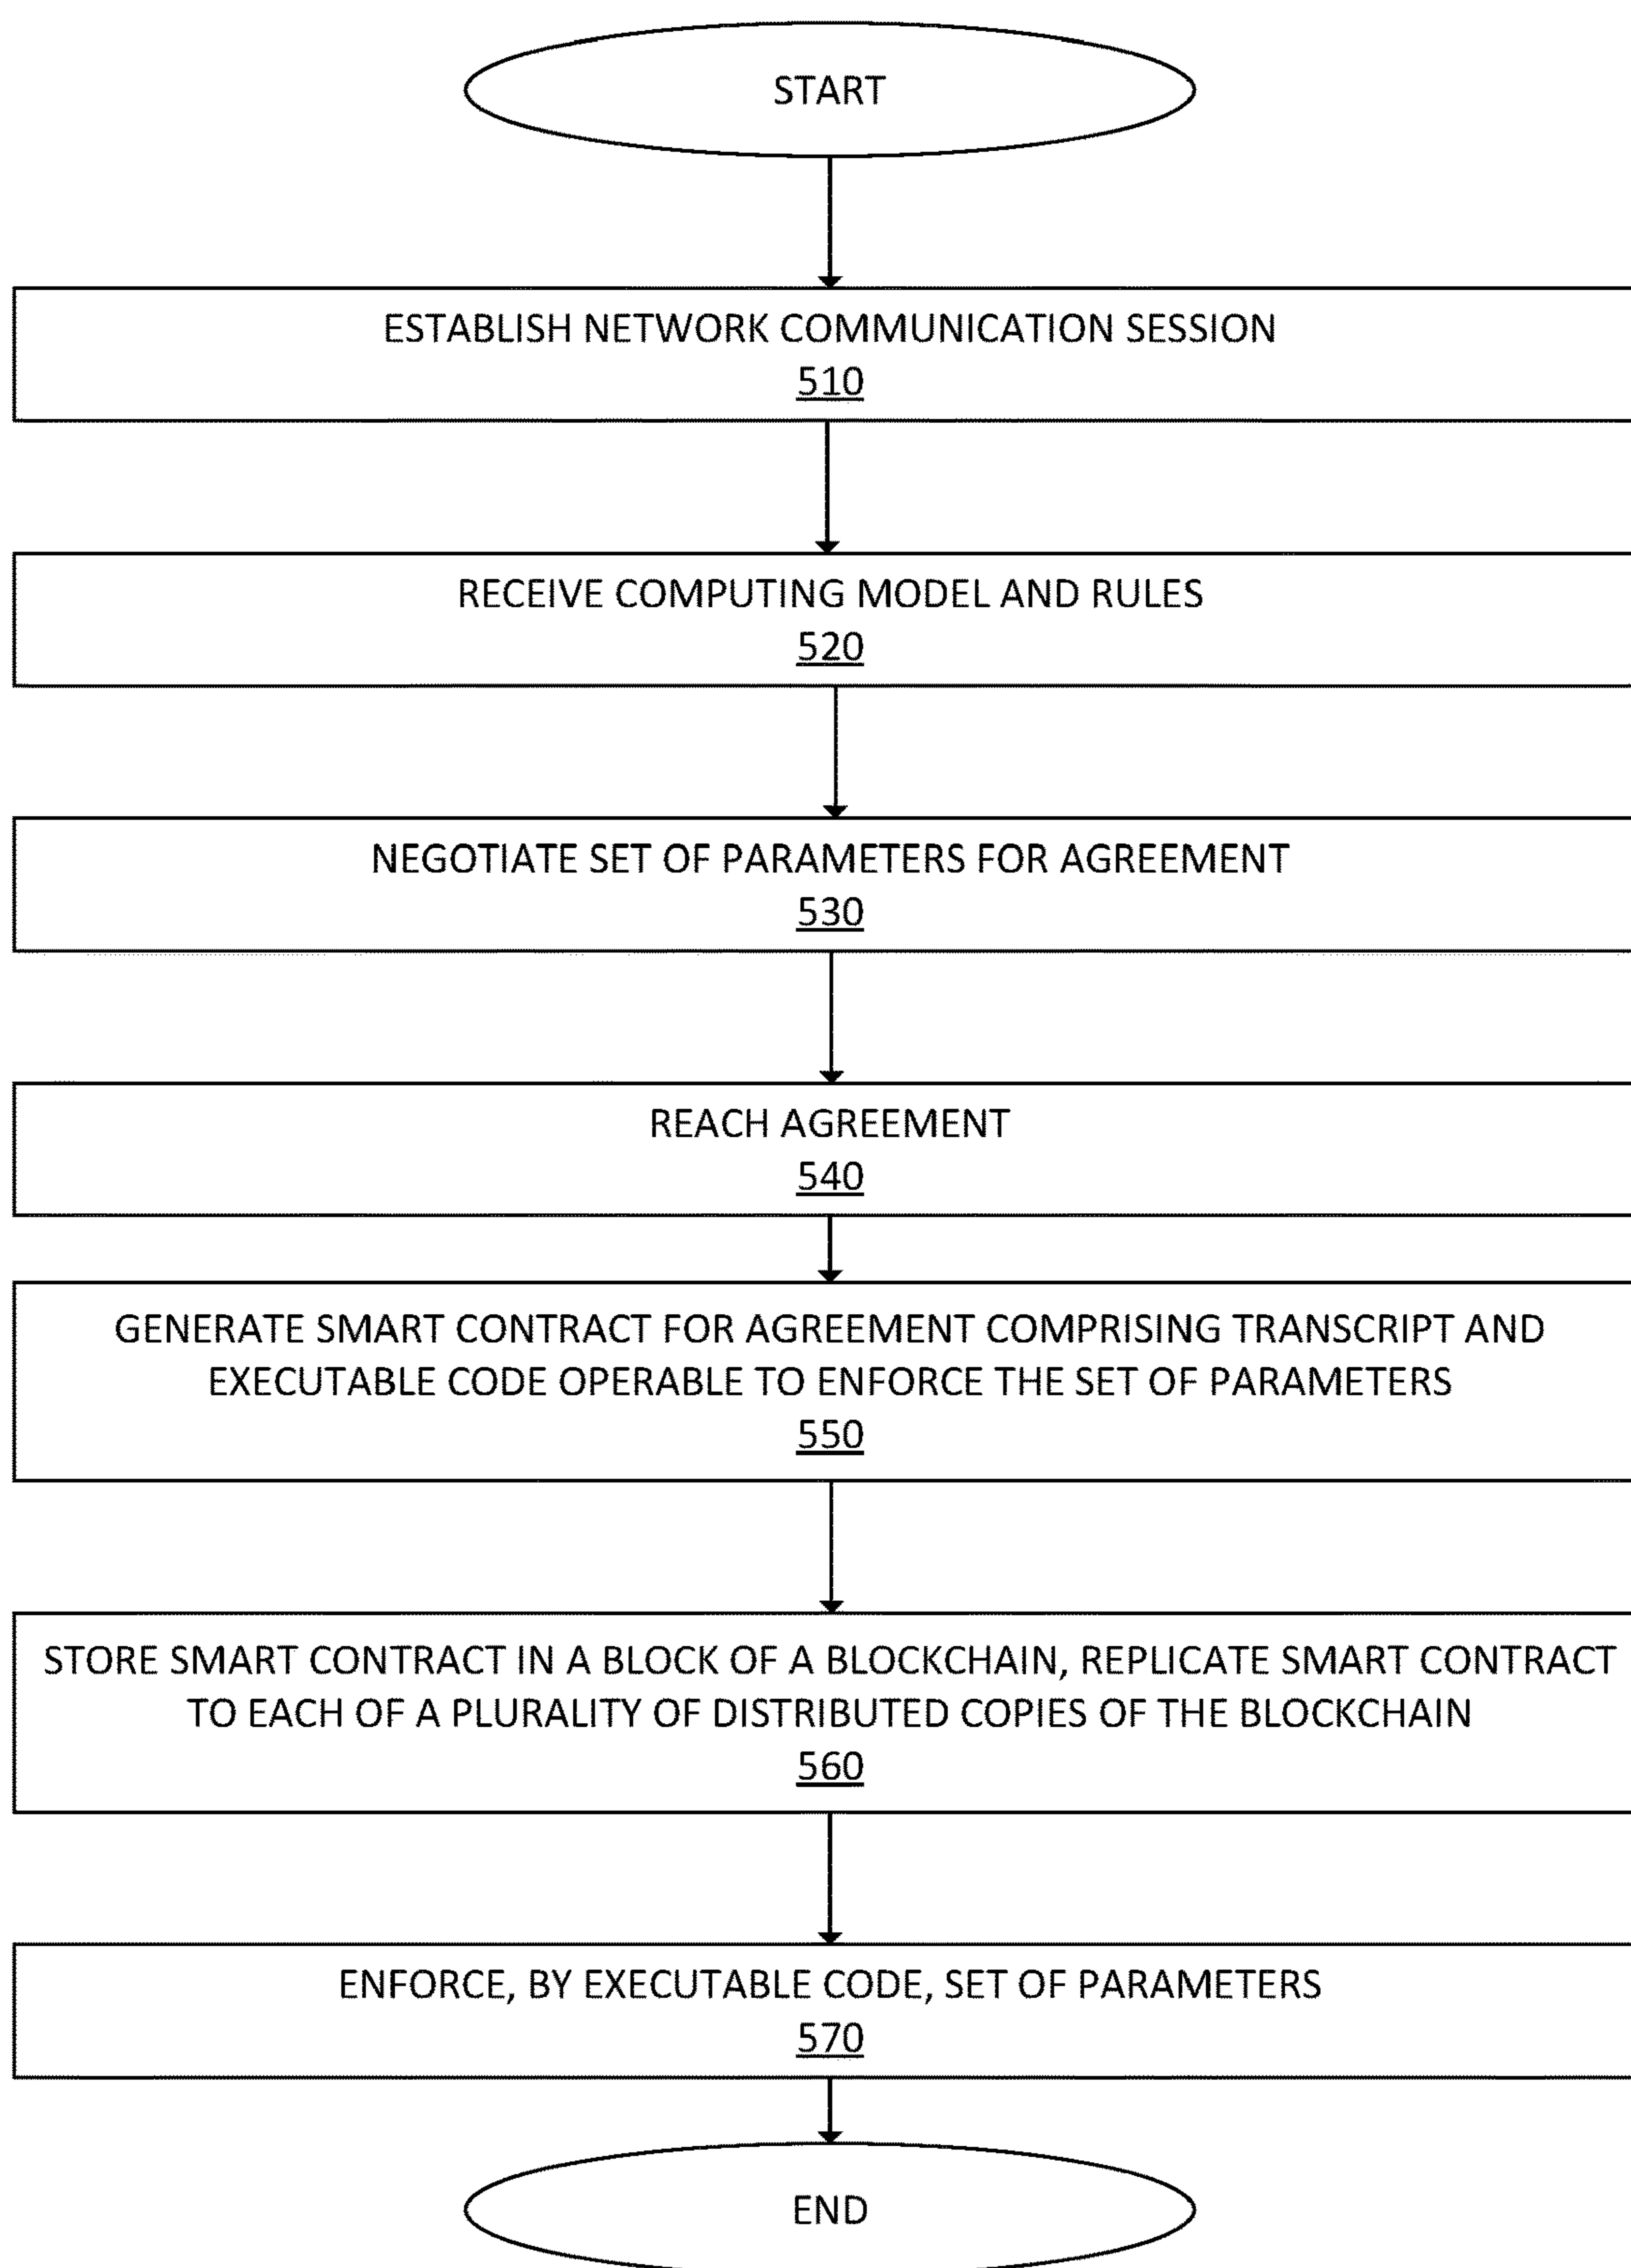 START
ESTABLISH NETWORK COMMUNICATION SESSION
510
RECEIVE COMPUTING MODEL AND RULES
520
NEGOTIATE SET OF PARAMETERS FOR AGREEMENT
530
REACH AGREEMENT
540
GENERATE SMART CONTRACT FOR AGREEMENT COMPRISING TRANSCRIPT AND
EXECUTABLE CODE OPERABLE TO ENFORCE THE SET OF PARAMETERS
550
STORE SMART CONTRACT IN A BLOCK OF A BLOCKCHAIN, REPLICATE SMART CONTRACT
TO EACH OF A PLURALITY OF DISTRIBUTED COPIES OF THE BLOCKCHAIN
560
ENFORCE, BY EXECUTABLE CODE, SET OF PARAMETERS
570
END